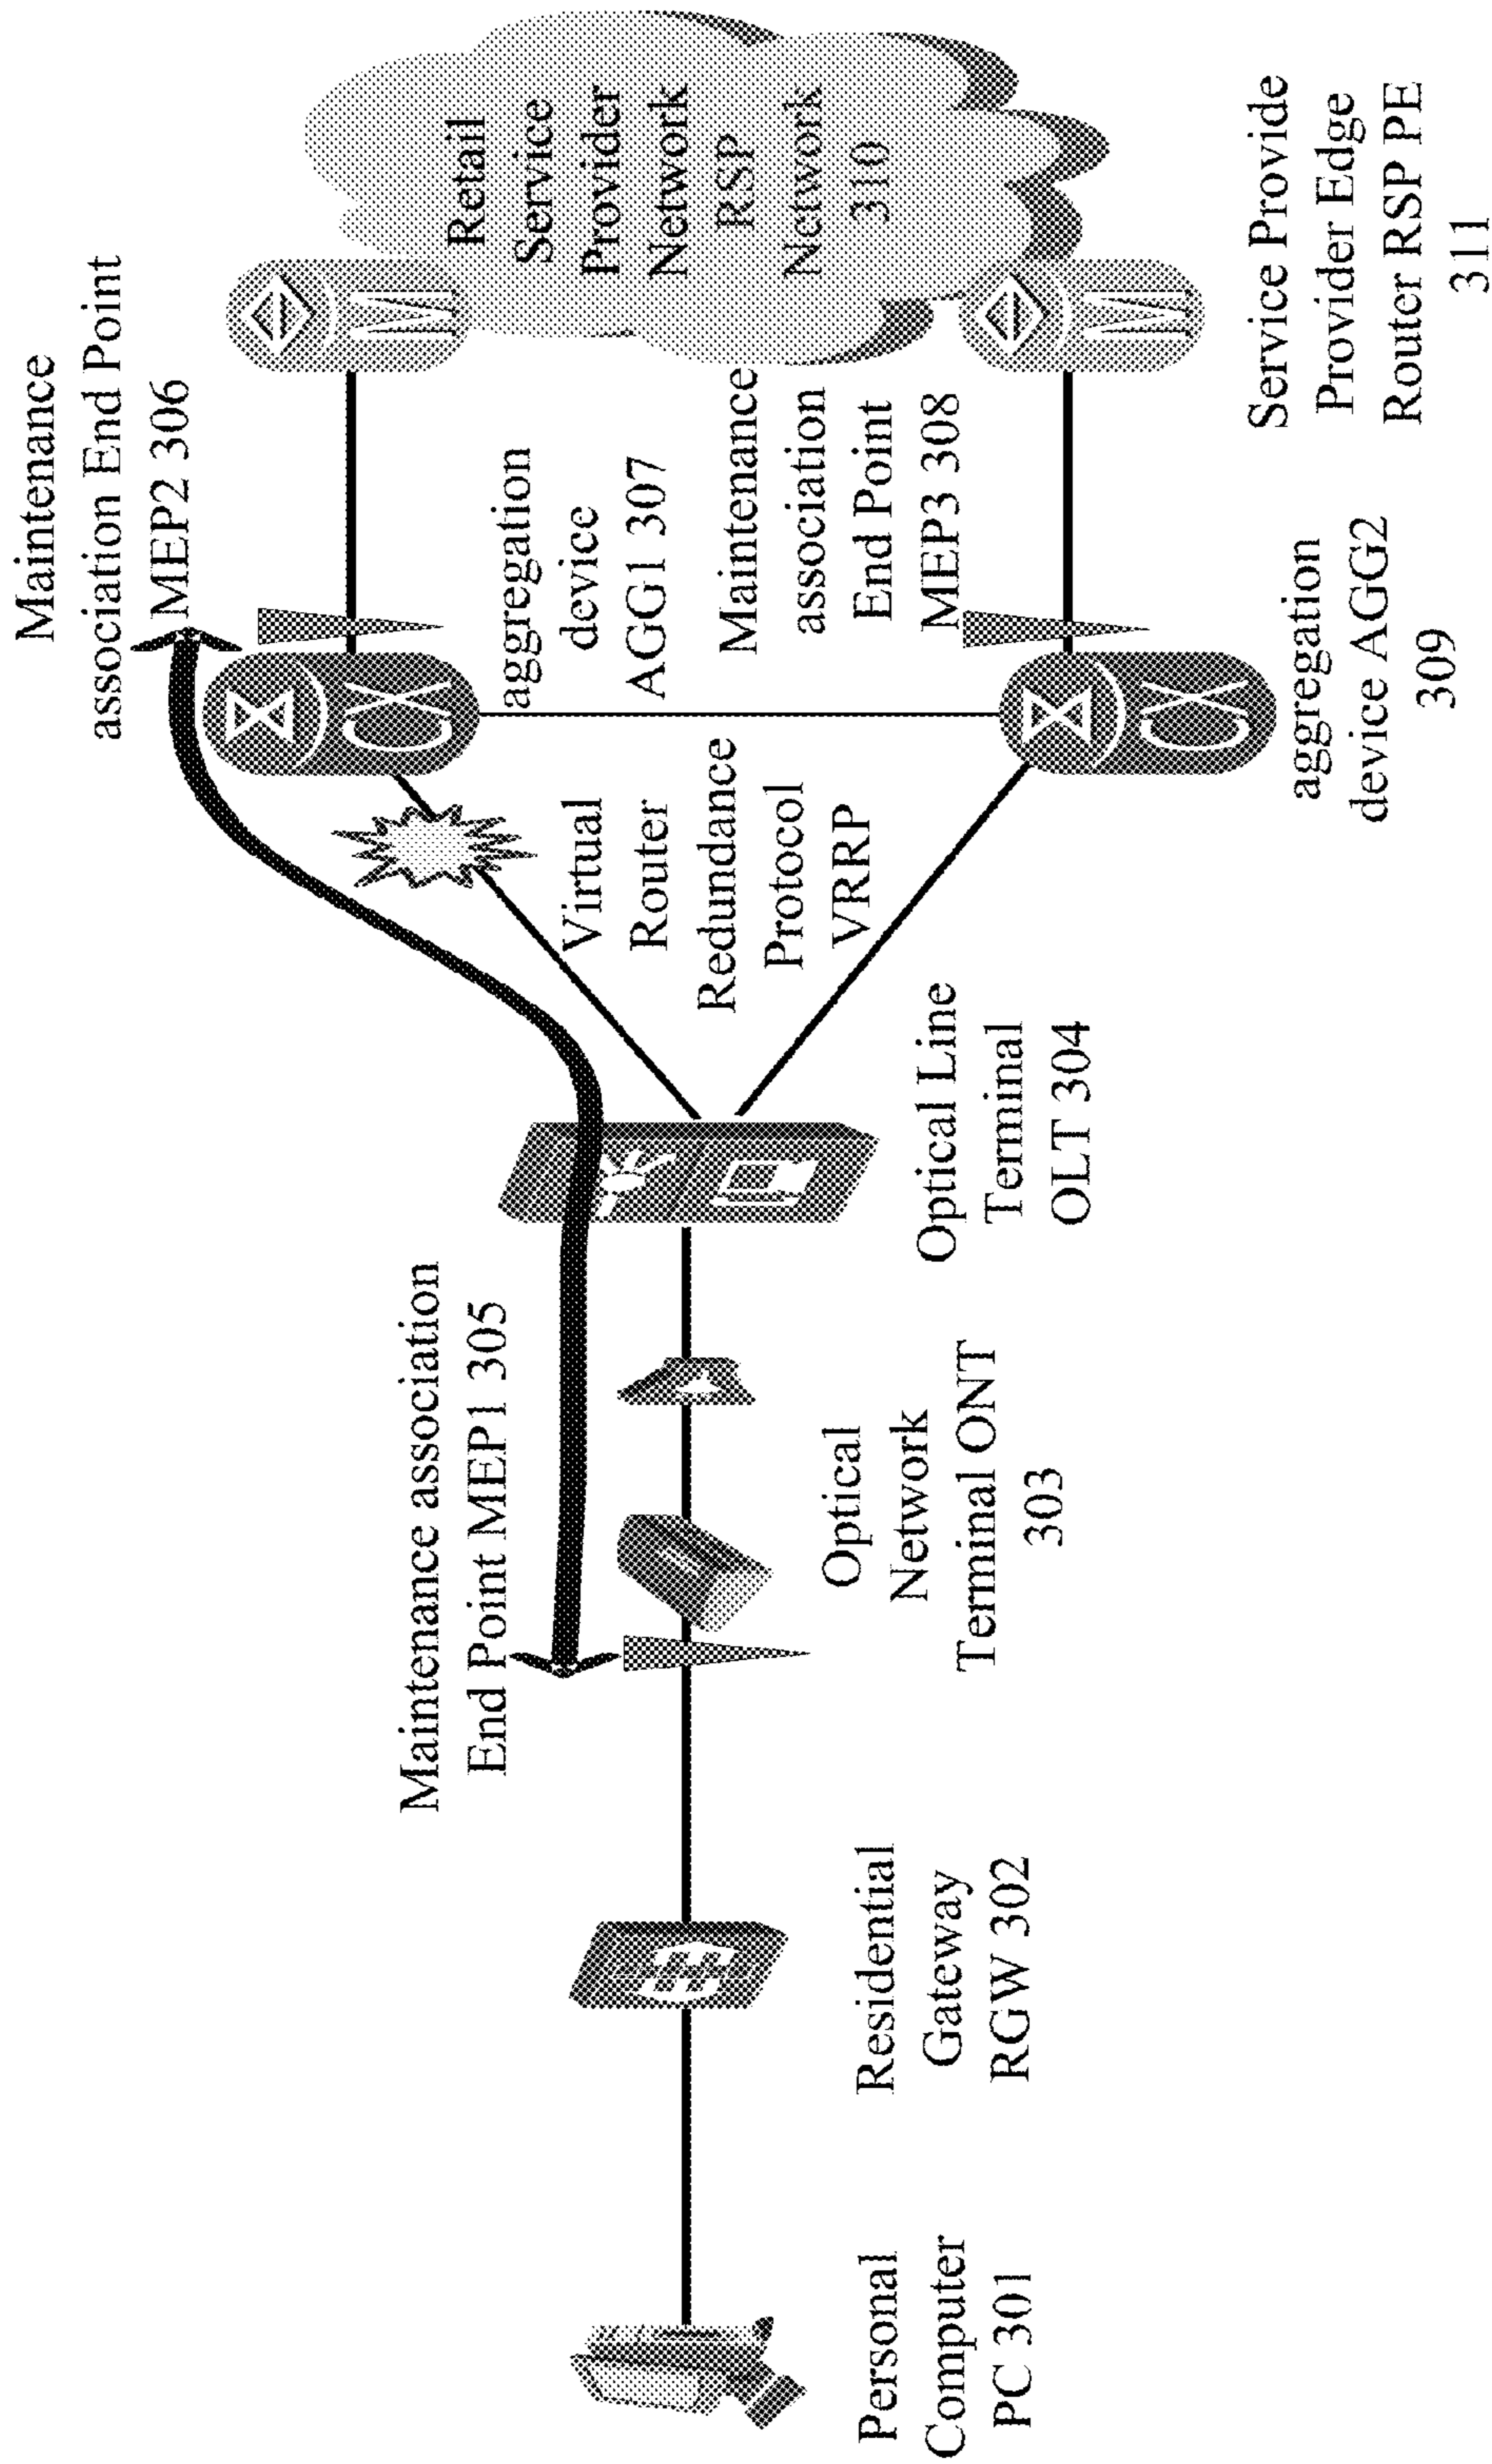 Maintenance
association End Point
MEP2 306
Maintenance association
End Point MEP1 305
Retail
Service
Provider
Network
RSP
Network
310
M
CX
aggregation
device
AGG1 307
Virtual
Router
Redundance
Protocol
VRRP
Maintenance
association
End Point
MEP3 308
M
CX
Personal
Computer
PC 301
Residential
Gateway
RGW 302
Optical
Network
Terminal ONT
303
Optical Line
Terminal
OLT 304
aggregation
device AGG2
309
Service Provide
Provider Edge
Router RSP PE
311